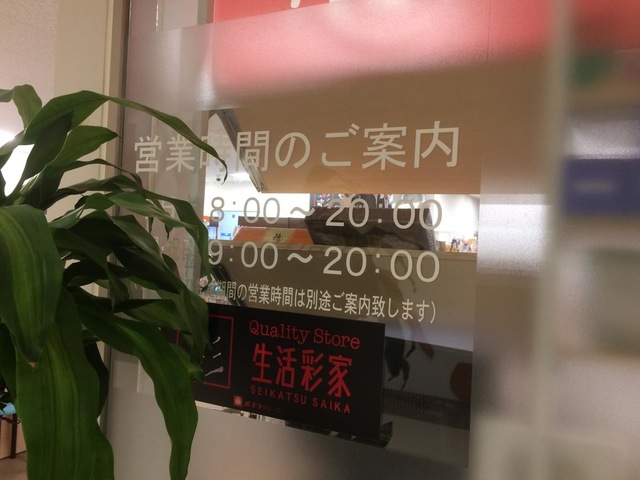 営業時間のご案内
8:00～20:00
9:00～20:00
期間の営業時間は別途ご案内致します)
Quality Store
生活彩家
SEIKATSU SAIKA